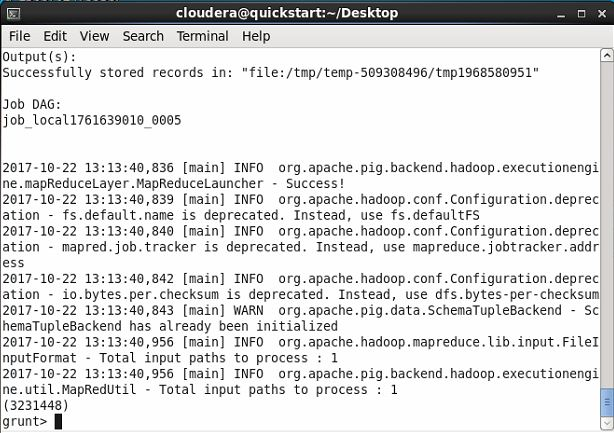 cloudera@quickstart:~/Desktop
File Edit View Search Terminal Help
Output(s):
Successfully stored records in: "file:/tmp/temp-509308496/tmp1968580951"
Job DAG:
job_local1761639010_0005
2017-10-22 13:13:40,836 [main] INFO  org.apache.pig.backend.hadoop.executionengi
ne.mapReduceLayer.MapReduceLauncher - Success!
2017-10-22 13:13:40,839 [main] INFO  org.apache.hadoop.conf.Configuration.deprec
ation - fs.default.name is deprecated. Instead, use fs.defaultFS
2017-10-22 13:13:40,840 [main] INFO  org.apache.hadoop.conf.Configuration.deprec
ation - mapred.job.tracker is deprecated. Instead, use mapreduce.jobtracker.addr
ess
2017-10-22 13:13:40,842 [main] INFO  org.apache.hadoop.conf.Configuration.deprec
ation - io.bytes.per.checksum is deprecated. Instead, use dfs.bytes-per-checksum
2017-10-22 13:13:40,843 [main] WARN  org.apache.pig.data.SchemaTupleBackend - Sc
hemaTupleBackend has already been initialized
2017-10-22 13:13:40,956 [main] INFO  org.apache.hadoop.mapreduce.lib.input.FileI
nputFormat - Total input paths to process : 1
2017-10-22 13:13:40,956 [main] INFO  org.apache.pig.backend.hadoop.executionengi
ne.util.MapRedUtil - Total input paths to process : 1
(3231448)
grunt>